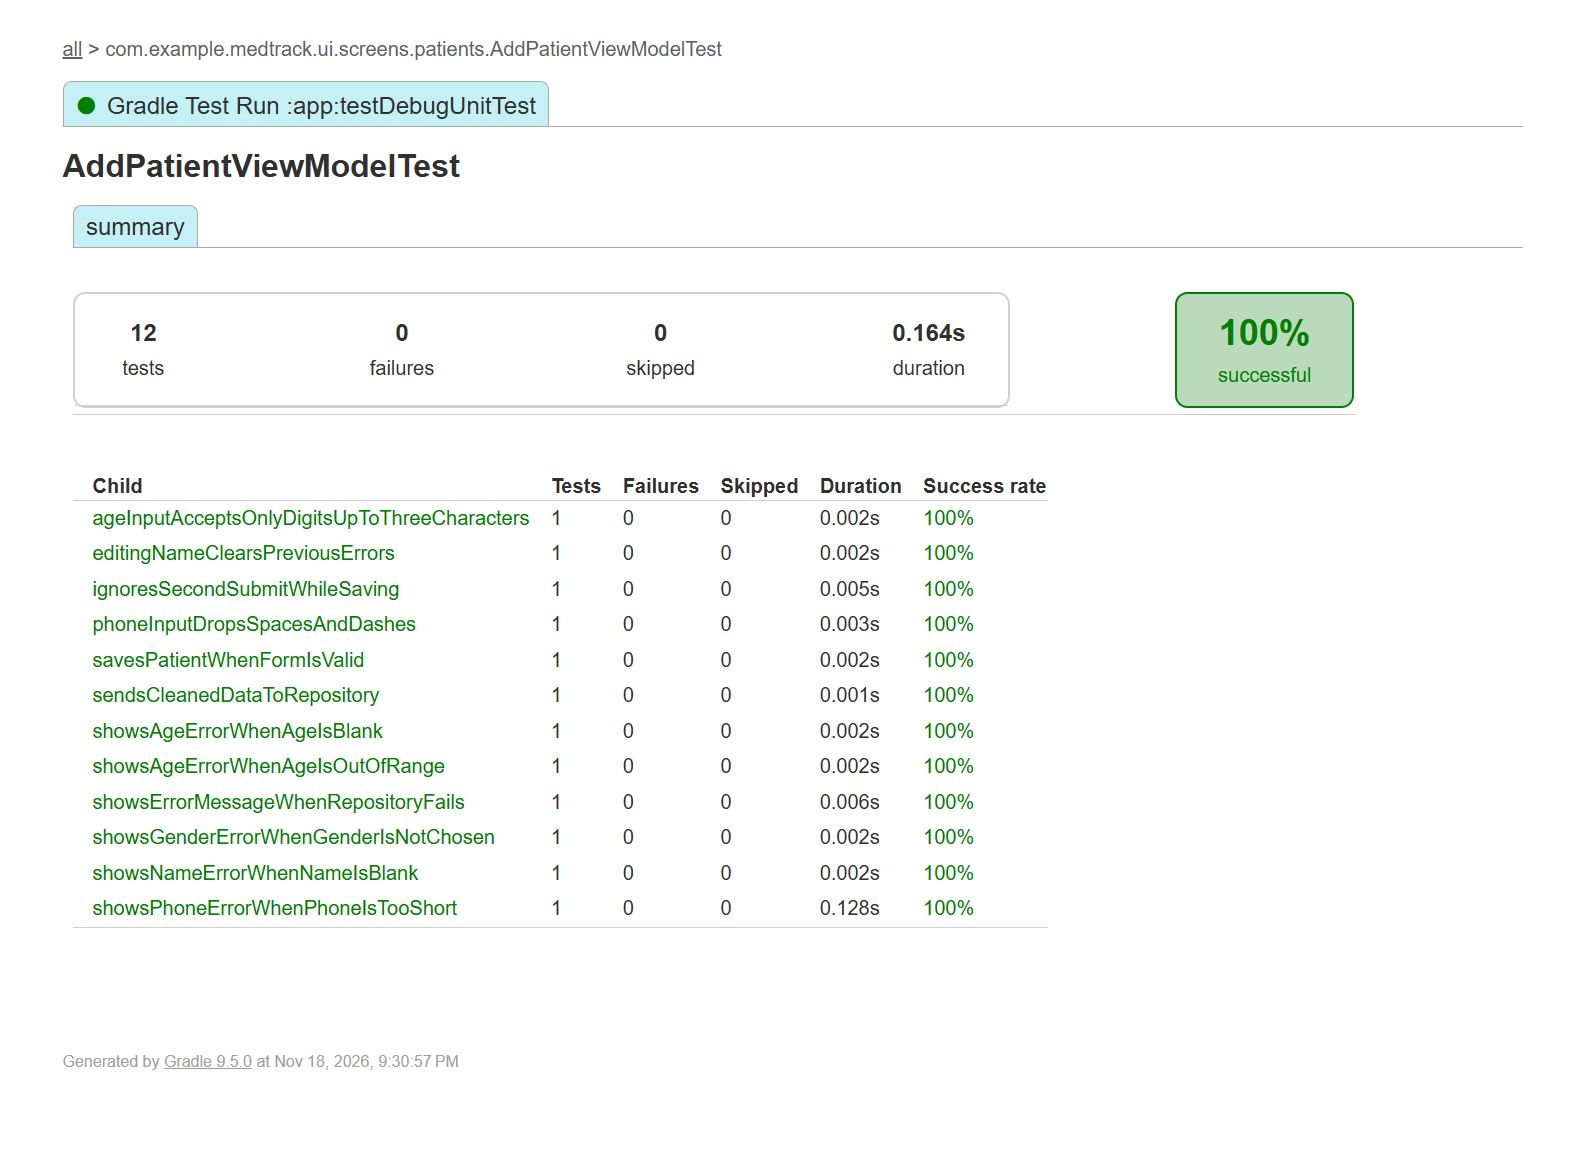 all > com.example.medtrack.ui.screens.patients.AddPatientViewModelTest
Gradle Test Run :app:testDebugUnitTest
AddPatientViewModelTest
summary
12 0 0 0.164s 100%
tests failures skipped duration successful
Child Tests Failures Skipped Duration Success rate
ageInputAcceptsOnlyDigitsUpToThreeCharacters 1 0 0 0.002s 100%
editingNameClearsPreviousErrors 1 0 0 0.002s 100%
ignoresSecondSubmitWhileSaving 1 0 0 0.005s 100%
phoneInputDropsSpacesAndDashes 1 0 0 0.003s 100%
savesPatientWhenFormIsValid 1 0 0 0.002s 100%
sendsCleanedDataToRepository 1 0 0 0.001s 100%
showsAgeErrorWhenAgeIsBlank 1 0 0 0.002s 100%
showsAgeErrorWhenAgeIsOutOfRange 1 0 0 0.002s 100%
showsErrorMessageWhenRepositoryFails 1 0 0 0.006s 100%
showsGenderErrorWhenGenderIsNotChosen 1 0 0 0.002s 100%
showsNameErrorWhenNameIsBlank 1 0 0 0.002s 100%
showsPhoneErrorWhenPhoneIsTooShort 1 0 0 0.128s 100%
Generated by Gradle 9.5.0 at Nov 18, 2026, 9:30:57 PM